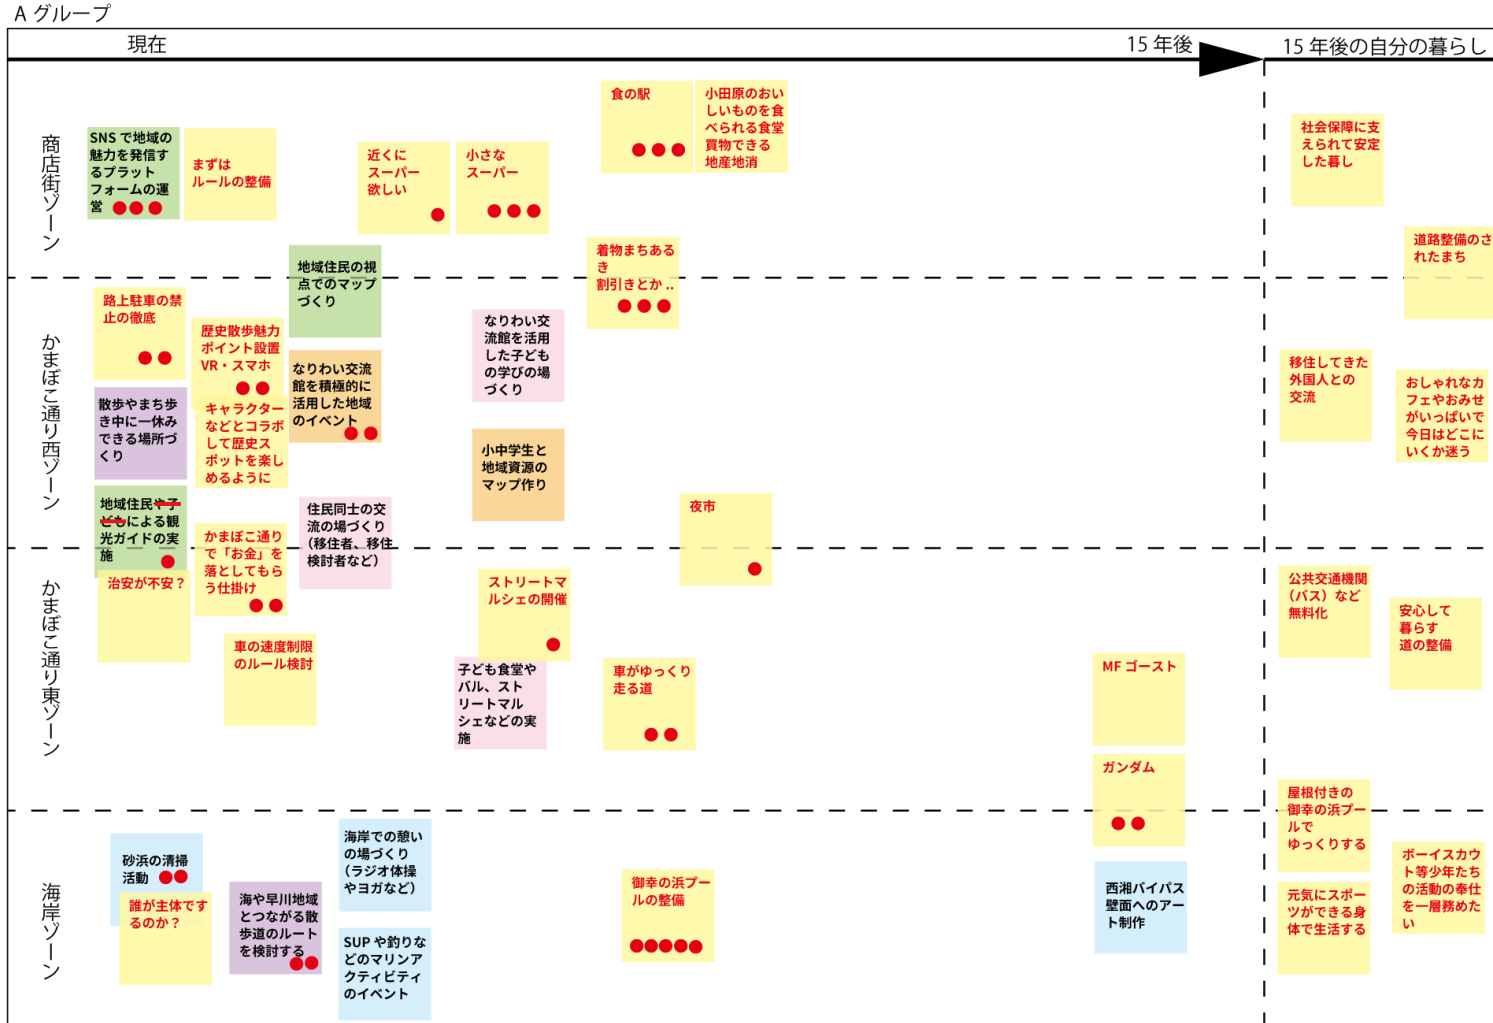 A グループ
現在
15 年後
15 年後の自分の暮らし
商店街ゾーン
SNS で地域の
魅力を発信す
るプラット
フォームの運
営
まずは
ルールの整備
近くに
スーパー
欲しい
小さな
スーパー
食の駅
小田原のおい
しいものを食
べられる食堂
買物できる
地産地消
社会保障に支
えられて安定
した暮し
道路整備のさ
れたまち
地域住民の視
点でのマップ
づくり
着物まちある
き
割引きとか ..
かまぼこ通り西ゾーン
路上駐車の禁
止の徹底
歴史散歩魅力
ポイント設置
VR・スマホ
なりわい交流
館を積極的に
活用した地域
のイベント
なりわい交
流館を活用
した子ども
の学びの場
づくり
散歩やまち歩
き中に一休み
できる場所づ
くり
キャラクター
などとコラボ
して歴史ス
ポットを楽し
めるように
小中学生と
地域資源の
マップ作り
移住してきた
外国人との
交流
おしゃれなカ
フェやおみせ
がいっぱいで
今日はどこに
いくか迷う
地域住民や子
どもによる観
光ガイドの実
施
住民同士の交
流の場づくり
（移住者、移住
検討者など）
夜市
かまぼこ通り東ゾーン
治安が不安？
かまぼこ通り
で「お金」を
落としてもら
う仕掛け
車の速度制限
のルール検討
ストリートマ
ルシェの開催
子ども食堂や
バル、スト
リートマル
シェなどの実
施
車がゆっくり
走る道
MF ゴースト
ガンダム
公共交通機関
（バス）など
無料化
安心して
暮らす
道の整備
屋根付きの
御幸の浜プー
ルで
ゆっくりする
海岸ゾーン
砂浜の清掃
活動
誰が主体です
るのか？
海や早川地域
とつながる散
歩道のルート
を検討する
海岸での憩い
の場づくり
（ラジオ体操
やヨガなど）
SUP や釣りな
どのマリンア
クティビティ
のイベント
御幸の浜プー
ルの整備
西湘バイパス
壁面へのアー
ト制作
元気にスポー
ツができる身
体で生活する
ボーイスカウ
ト等少年たち
の活動の奉仕
を一層務めた
い